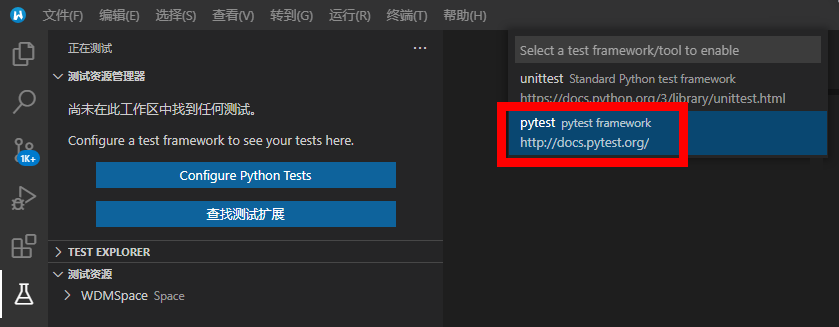 文件(F) 编辑(E) 选择(S) 查看(V) 转到(G) 运行(R) 终端(T) 帮助(H)
正在测试
测试资源管理器
尚未在此工作区中找到任何测试。
Configure a test framework to see your tests here.
Configure Python Tests
查找测试扩展
TEST EXPLORER
测试资源
WDMSpace Space
1K+
Select a test framework/tool to enable
unittest Standard Python test framework
https://docs.python.org/3/library/unittest.html
pytest pytest framework
http://docs.pytest.org/